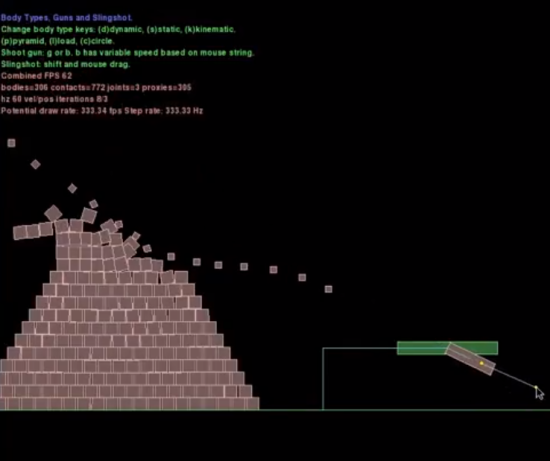 Body Types, Guns and Slingshot.
Change body type keys: (d)dynamic, (s)static, (k)kinematic.
(p)pyramid, (l)load, (c)circle.
Shoot gun: g or b. b has variable speed based on mouse string.
Slingshot: shift and mouse drag.
Combined FPS 62
bodies=306 contacts=772 joints=3 proxies=305
hz 60 vel/pos iterations 8/3
Potential draw rate: 333.34 fps Step rate: 333.33 Hz